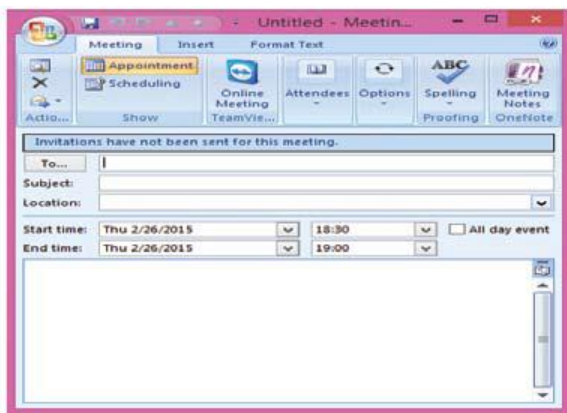 Untitled - Meetin...
Meeting Insert Format Text
Appointment
Scheduling
Actio...
Show
Online Meeting
TeamVie...
Attendees
Options
ABC
Spelling
Proofing
Meeting Notes
OneNote
Invitations have not been sent for this meeting.
To...
Subject:
Location:
Start time: Thu 2/26/2015 18:30 All day event
End time: Thu 2/26/2015 19:00